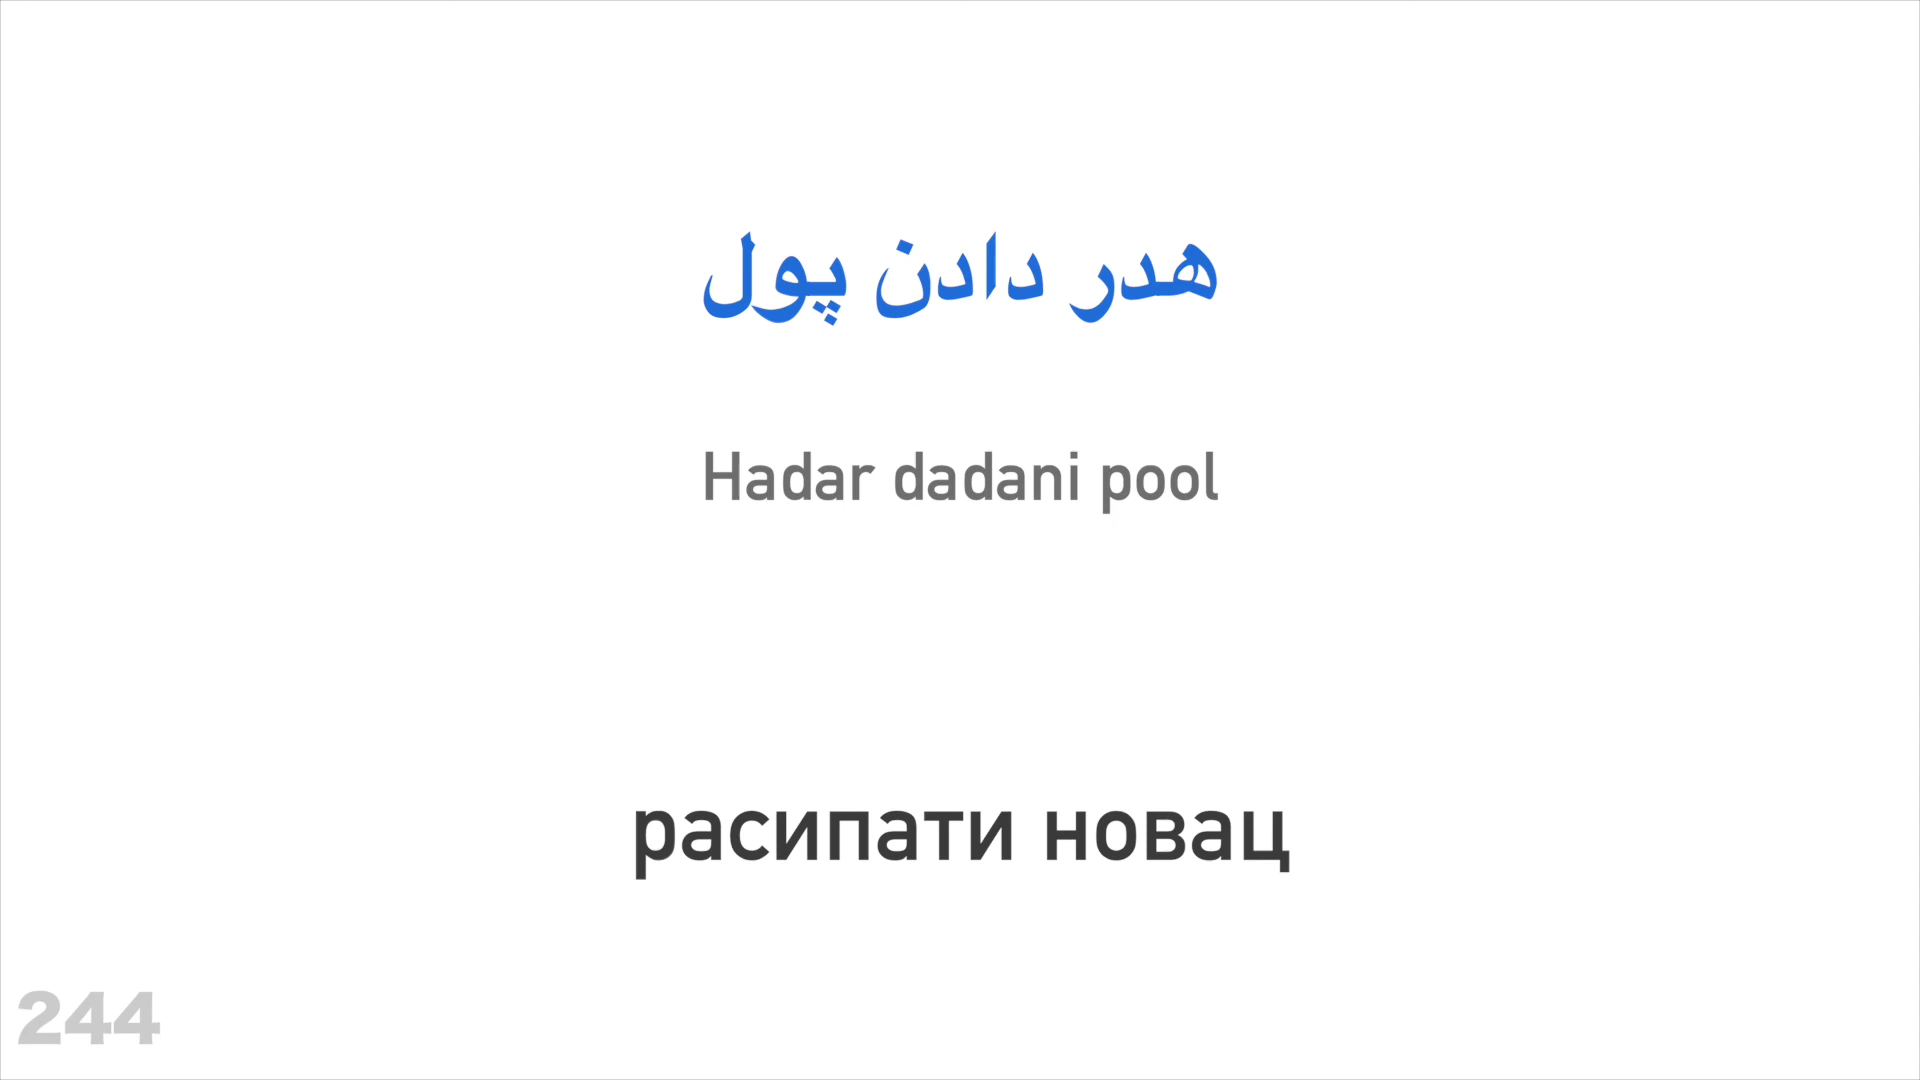 هدر دادن پول
Hadar dadani pool
расипати новац
244